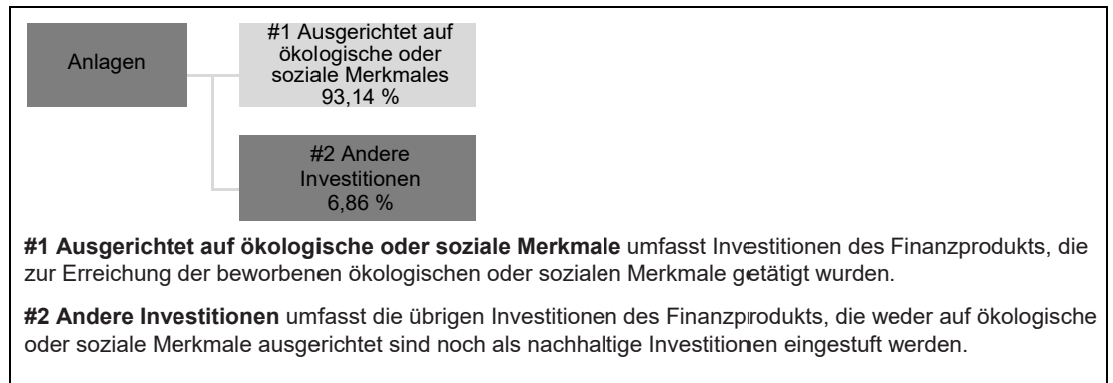 Anlagen
#1 Ausgerichtet auf
ökologische oder
soziale Merkmales
93,14 %
#2 Andere
Investitionen
6,86 %
#1 Ausgerichtet auf ökologische oder soziale Merkmale umfasst Investitionen des Finanzprodukts, die
zur Erreichung der beworbenen ökologischen oder sozialen Merkmale getätigt wurden.
#2 Andere Investitionen umfasst die übrigen Investitionen des Finanzprodukts, die weder auf ökologische
oder soziale Merkmale ausgerichtet sind noch als nachhaltige Investitionen eingestuft werden.